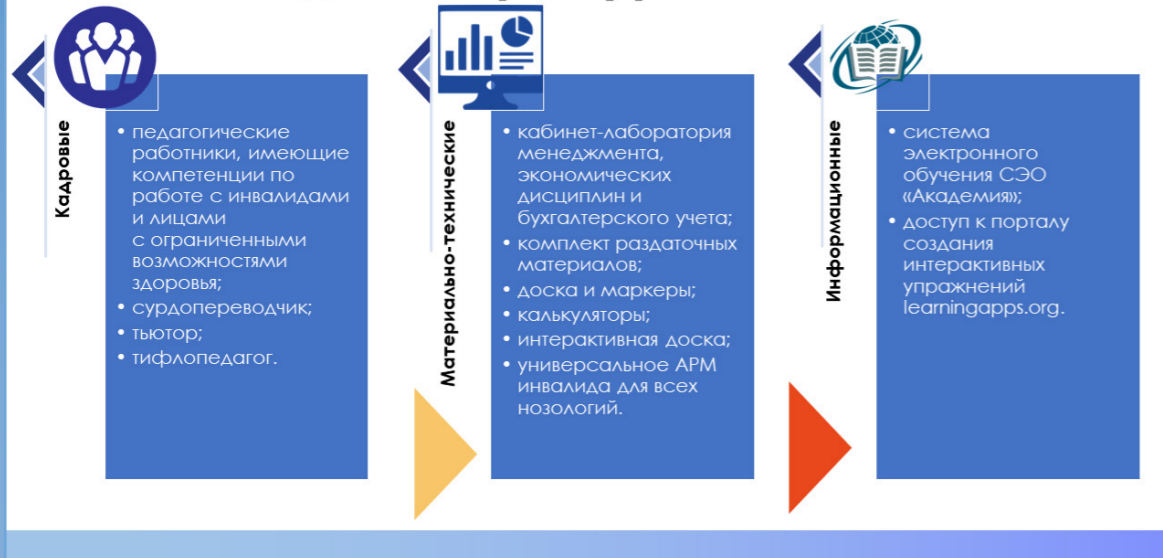 Кадровые
• педагогические
работники, имеющие
компетенции по
работе с инвалидами
и лицами
с ограниченными
возможностями
здоровья;
• сурдопереводчик;
• тьютор;
• тифлопедагог.
Материально-технические
• кабинет-лаборатория
менеджмента,
экономических
дисциплин и
бухгалтерского учета;
• комплект раздаточных
материалов;
• доска и маркеры;
• калькуляторы;
• интерактивная доска;
• универсальное АРМ
инвалида для всех
нозологий.
Информационные
• система
электронного
обучения СЭО
«Академия»;
• доступ к порталу
создания
интерактивных
упражнений
learningapps.org.